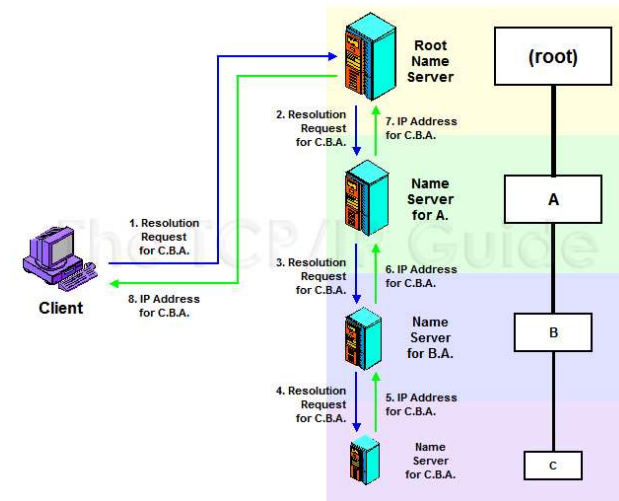 Root
Name
Server
(root)
2. Resolution
Request
for C.B.A.
7. IP Address
for C.B.A.
Name
Server
for A.
A
The TCP/IP Guide
1. Resolution
Request
for C.B.A.
Client
8. IP Address
for C.B.A.
3. Resolution
Request
for C.B.A.
6. IP Address
for C.B.A.
Name
Server
for B.A.
B
4. Resolution
Request
for C.B.A.
5. IP Address
for C.B.A.
Name
Server
for C.B.A.
C